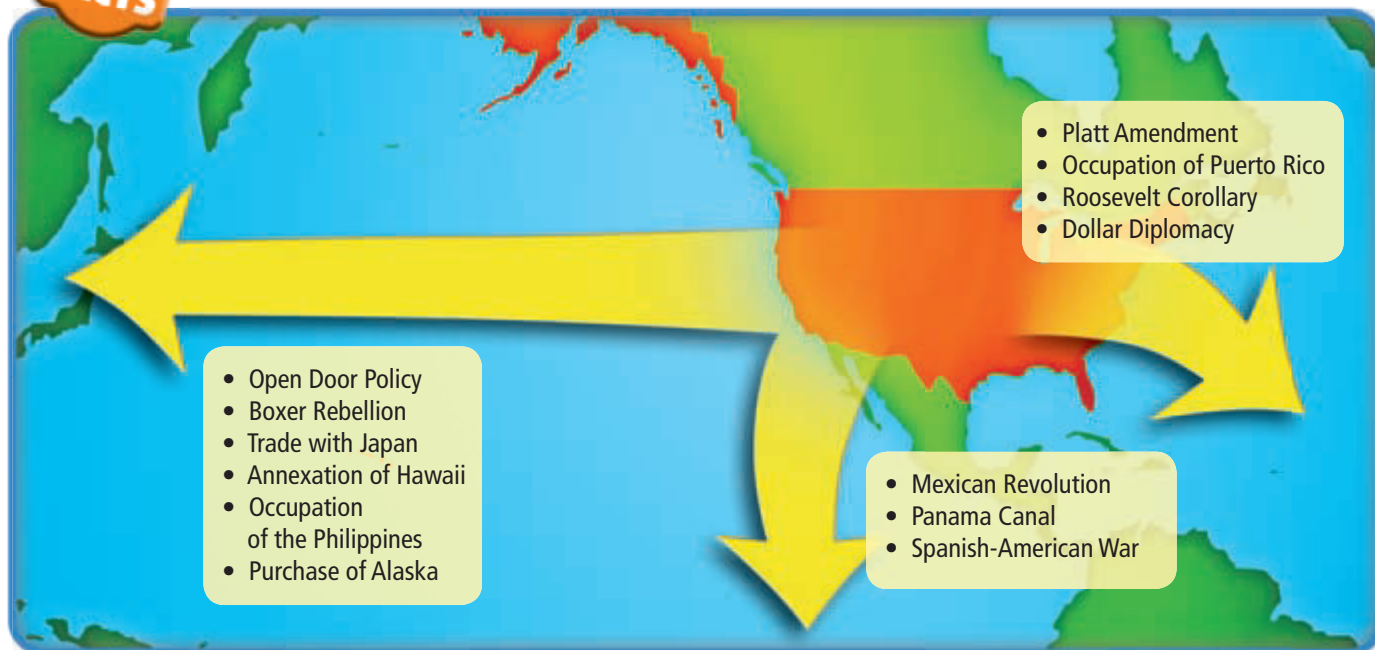 • Platt Amendment
• Occupation of Puerto Rico
• Roosevelt Corollary
• Dollar Diplomacy
• Open Door Policy
• Boxer Rebellion
• Trade with Japan
• Annexation of Hawaii
• Occupation
of the Philippines
• Purchase of Alaska
• Mexican Revolution
• Panama Canal
• Spanish-American War